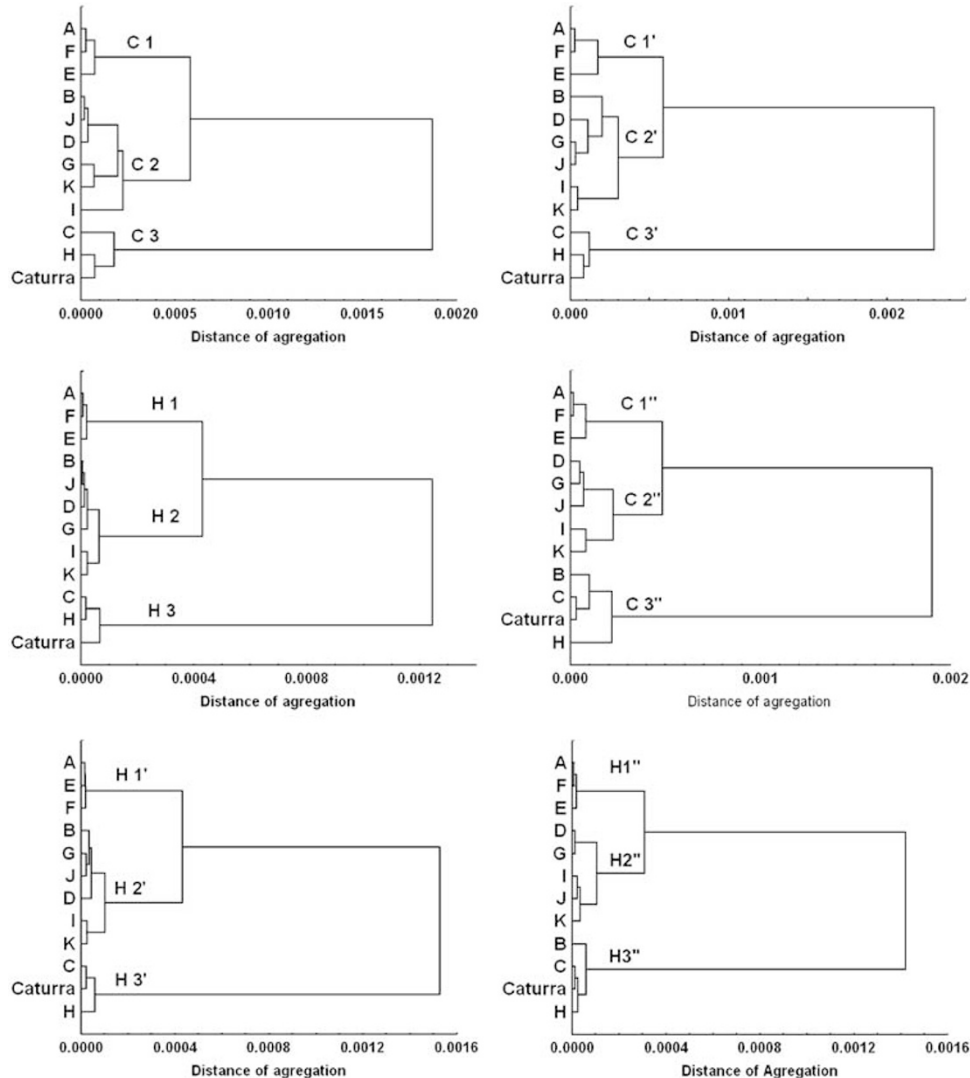 A
F
E
B
J
D
G
K
I
C
H
Caturra
C 1
C 2
C 3
0.0000 0.0005 0.0010 0.0015 0.0020
Distance of agregation
A
F
E
B
D
G
J
I
K
C
H
Caturra
C 1'
C 2'
C 3'
0.000 0.001 0.002
Distance of agregation
A
F
E
B
J
D
G
I
K
C
H
Caturra
H 1
H 2
H 3
0.0000 0.0004 0.0008 0.0012
Distance of agregation
A
F
E
D
G
J
I
K
B
C
Caturra
H
C 1"
C 2"
C 3"
0.000 0.001 0.002
Distance of agregation
A
E
F
B
G
J
D
I
K
C
Caturra
H
H 1'
H 2'
H 3'
0.0000 0.0004 0.0008 0.0012 0.0016
Distance of agregation
A
F
E
D
G
I
J
K
B
C
Caturra
H
H1"
H2"
H3"
0.0000 0.0004 0.0008 0.0012 0.0016
Distance of Agregation